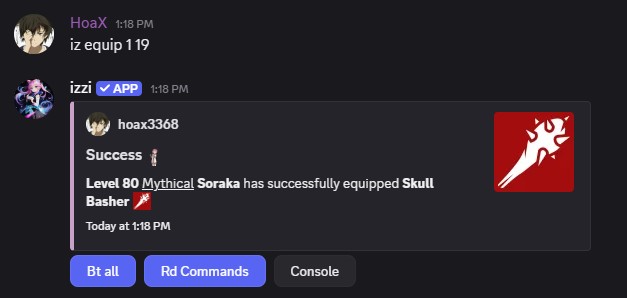 HoaX 1:18 PM
iz equip 1 19
izzi ✓ APP 1:18 PM
hoax3368
Success
Level 80 Mythical Soraka has successfully equipped Skull
Basher
Today at 1:18 PM
Bt all Rd Commands Console